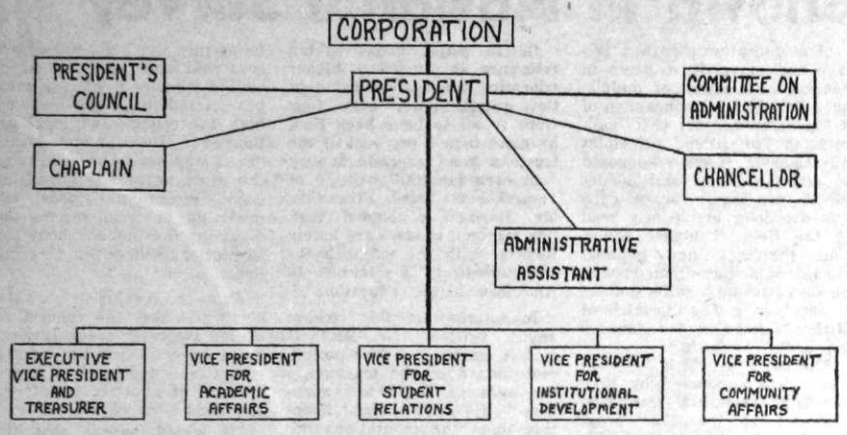 CORPORATION
PRESIDENT'S
COUNCIL
PRESIDENT
COMMITTEE ON
ADMINISTRATION
CHAPLAIN
CHANCELLOR
ADMINISTRATIVE
ASSISTANT
EXECUTIVE
VICE PRESIDENT
AND
TREASURER
VICE PRESIDENT
FOR
ACADEMIC
AFFAIRS
VICE PRESIDENT
FOR
STUDENT
RELATIONS
VICE PRESIDENT
FOR
INSTITUTIONAL
DEVELOPMENT
VICE PRESIDENT
FOR
COMMUNITY
AFFAIRS